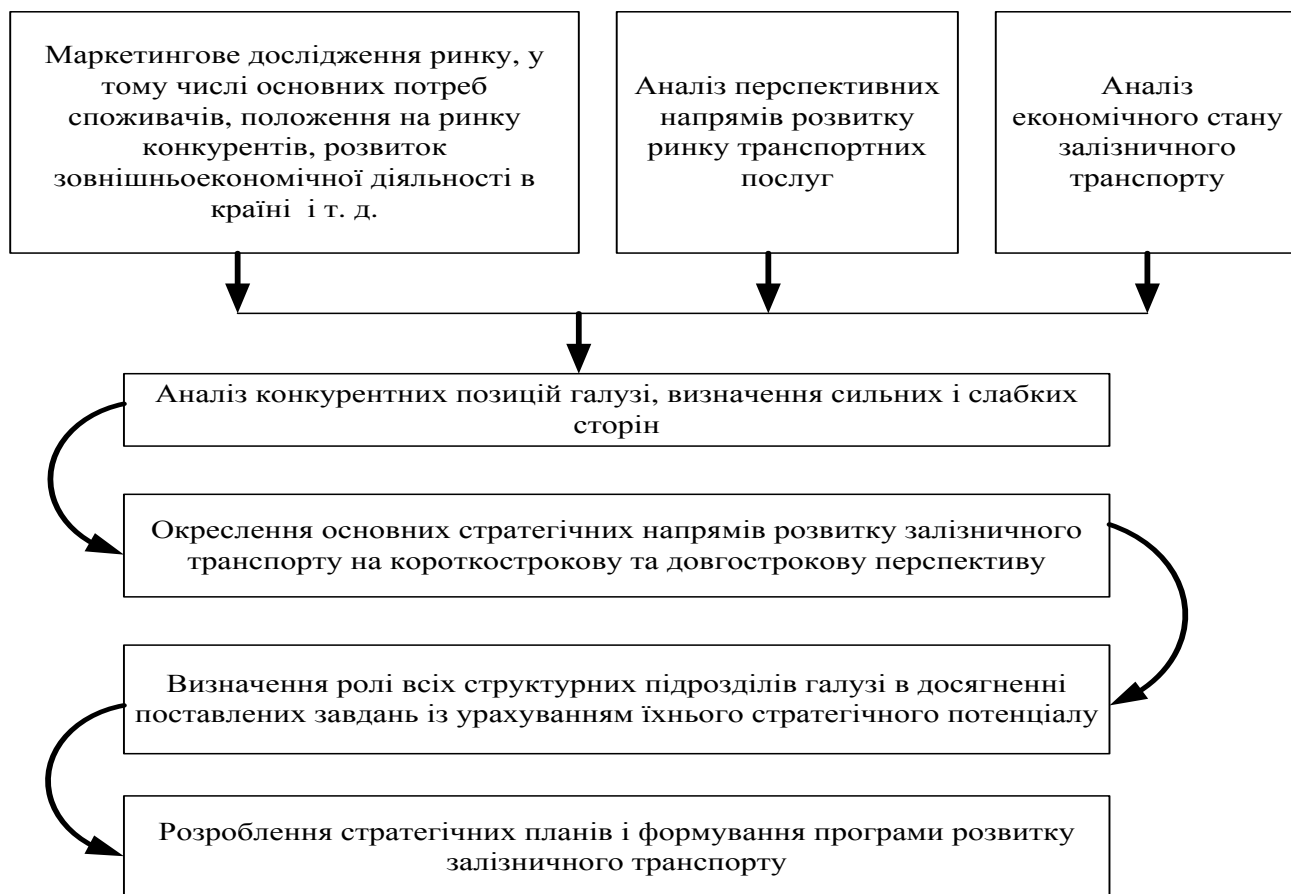 Маркетингове дослідження ринку, у
тому числі основних потреб
споживачів, положення на ринку
конкурентів, розвиток
зовнішньоекономічної діяльності в
країні і т. д.
Аналіз перспективних
напрямів розвитку
ринку транспортних
послуг
Аналіз
економічного стану
залізничного
транспорту
Аналіз конкурентних позицій галузі, визначення сильних і слабких
сторін
Окреслення основних стратегічних напрямів розвитку залізничного
транспорту на короткострокову та довгострокову перспективу
Визначення ролі всіх структурних підрозділів галузі в досягненні
поставлених завдань із урахуванням їхнього стратегічного потенціалу
Розроблення стратегічних планів і формування програми розвитку
залізничного транспорту